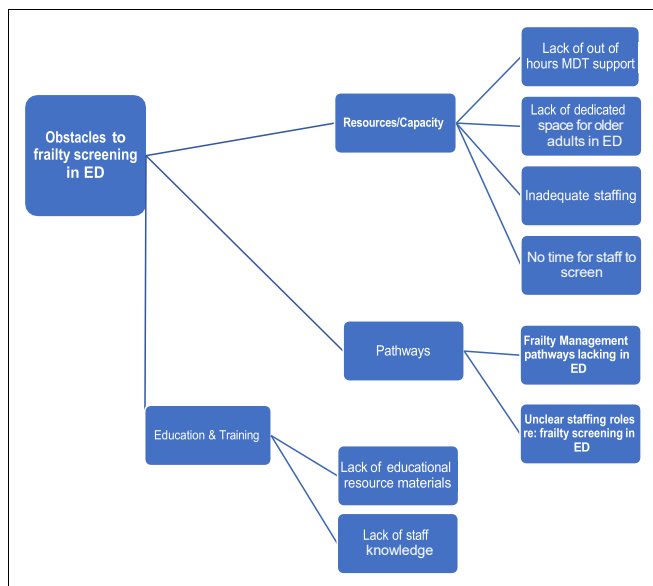 Obstacles to
frailty screening
in ED
Resources/Capacity
Lack of out of
hours MDT support
Lack of dedicated
space for older
adults in ED
Inadequate staffing
No time for staff to
screen
Pathways
Frailty Management
pathways lacking in
ED
Unclear staffing roles
re: frailty screening in
ED
Education & Training
Lack of educational
resource materials
Lack of staff
knowledge